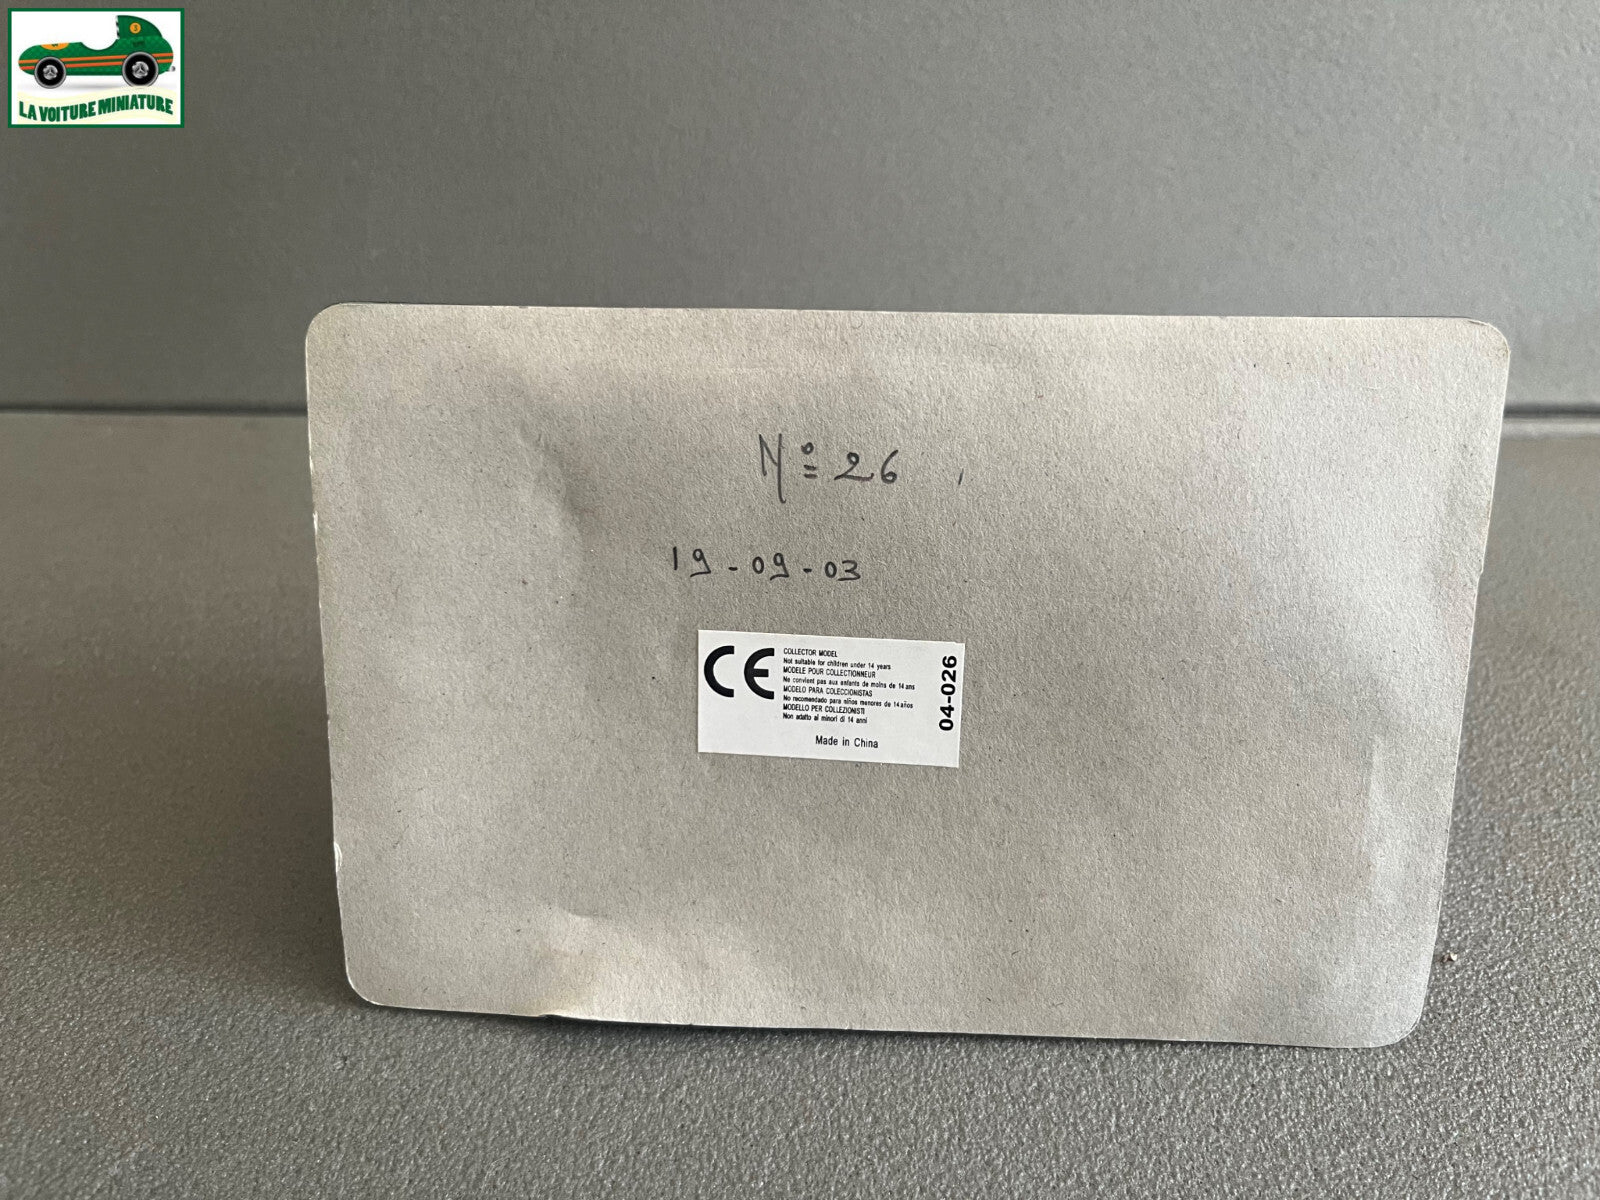 LA VOITURE MINIATURE
Nº 26
19-09-03
CE
COLLECTOR MODEL
Not suitable for children under 14 years
MODELE POUR COLLECTIONNEUR
Ne convient pas aux enfants de moins de 14 ans
MODELO PARA COLECCIONISTAS
No recomendado para niños menores de 14 años
MODELLO PER COLLEZIONISTI
Non adatto ai minori di 14 anni
Made in China
04-026